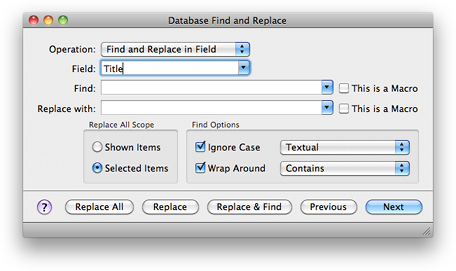 Database Find and Replace
Operation: Find and Replace in Field
Field: Title
Find: This is a Macro
Replace with: This is a Macro
Replace All Scope Find Options
Shown Items Ignore Case Textual
Selected Items Wrap Around Contains
? Replace All Replace Replace & Find Previous Next